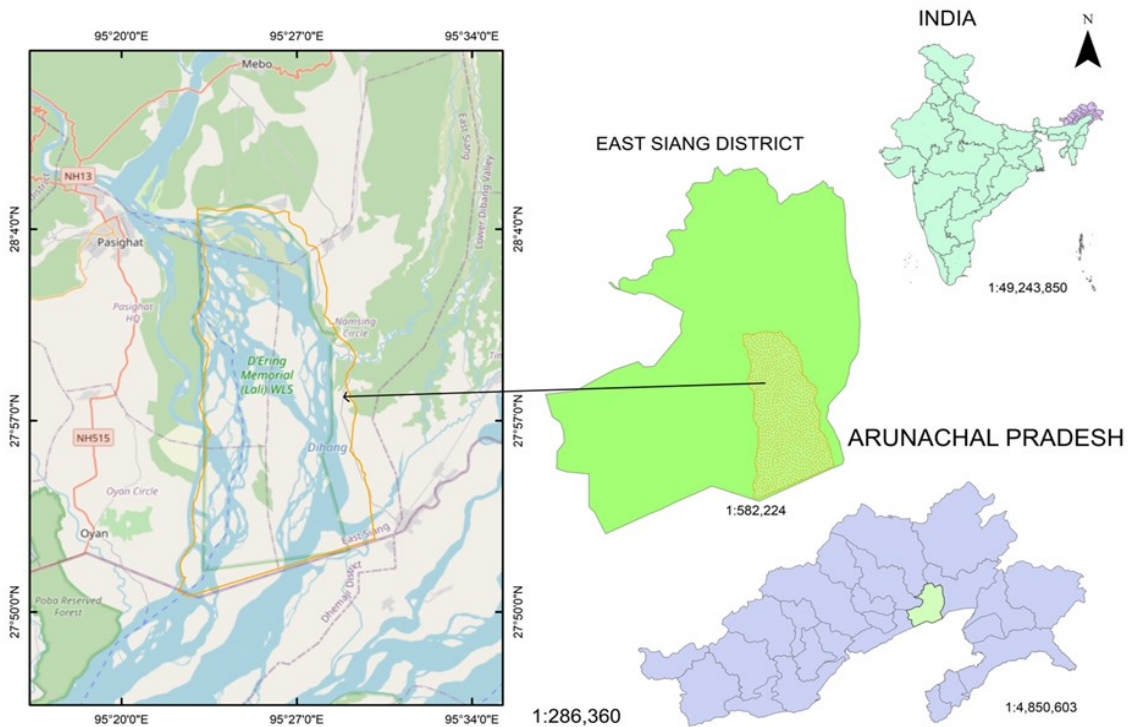 95°20'0"E
95°27'0"E
95°34'0"E
28°4'0"N
27°57'0"N
27°50'0"N
Mebo
NH13
district
Pasighat
Pasighat
HQ
East Siang
Lower Dibang Valley
Namsing
Circle
D'Ering
Memorial
(Lali) WLS
Dihang
NH515
Oyan Circle
Oyan
East Siang
Dhemaji District
Poba Reserved
Forest
28°4'0"N
27°57'0"N
27°50'0"N
95°20'0"E
95°27'0"E
95°34'0"E
1:286,360
INDIA
N
1:49,243,850
EAST SIANG DISTRICT
1:582,224
ARUNACHAL PRADESH
1:4,850,603